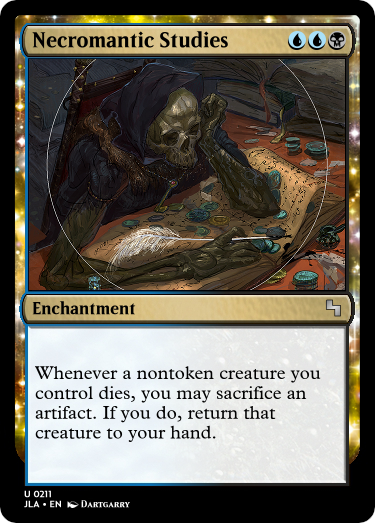 Necromantic Studies
Enchantment
Whenever a nontoken creature you
control dies, you may sacrifice an
artifact. If you do, return that
creature to your hand.
U 0211
JLA • EN Dartgarry